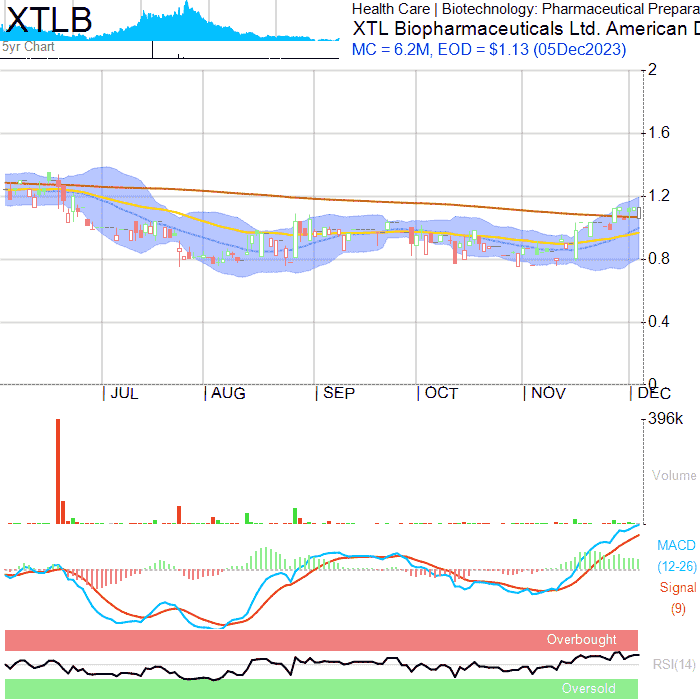 XTLB
5yr Chart
Health Care | Biotechnology: Pharmaceutical Prepara
XTL Biopharmaceuticals Ltd. American D
MC = 6.2M, EOD = $1.13 (05Dec2023)
2
1.6
1.2
0.8
0.4
0
JUL AUG SEP OCT NOV DEC
396k
Volume
MACD
(12-26)
Signal
(9)
Overbought
RSI(14)
Oversold